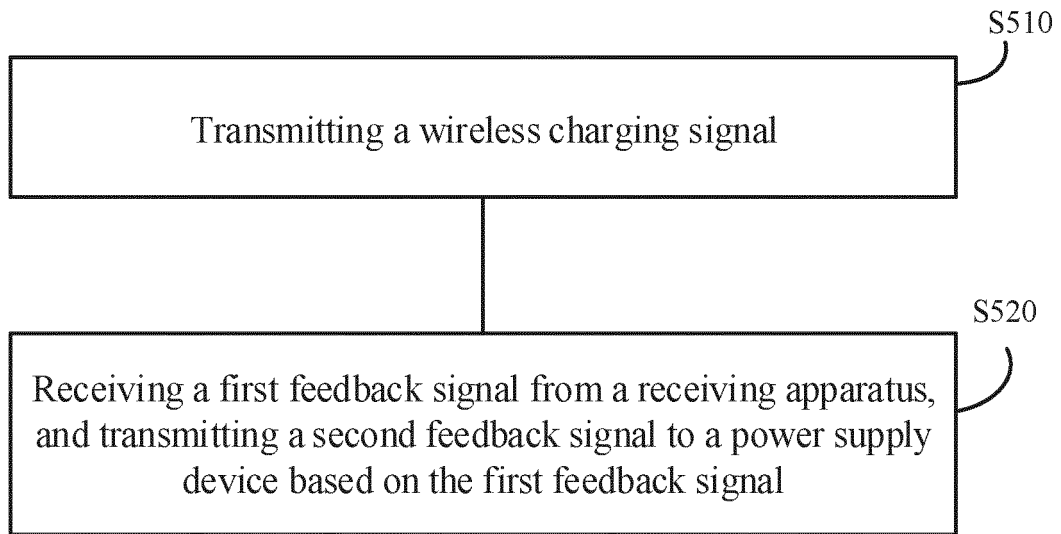 S510
Transmitting a wireless charging signal
S520
Receiving a first feedback signal from a receiving apparatus,
and transmitting a second feedback signal to a power supply
device based on the first feedback signal